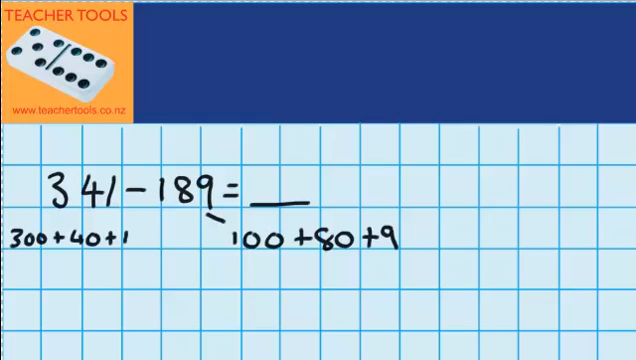 TEACHER TOOLS
www.teachertools.co.nz
341 - 189 = ___
300 + 40 + 1 100 + 80 + 9